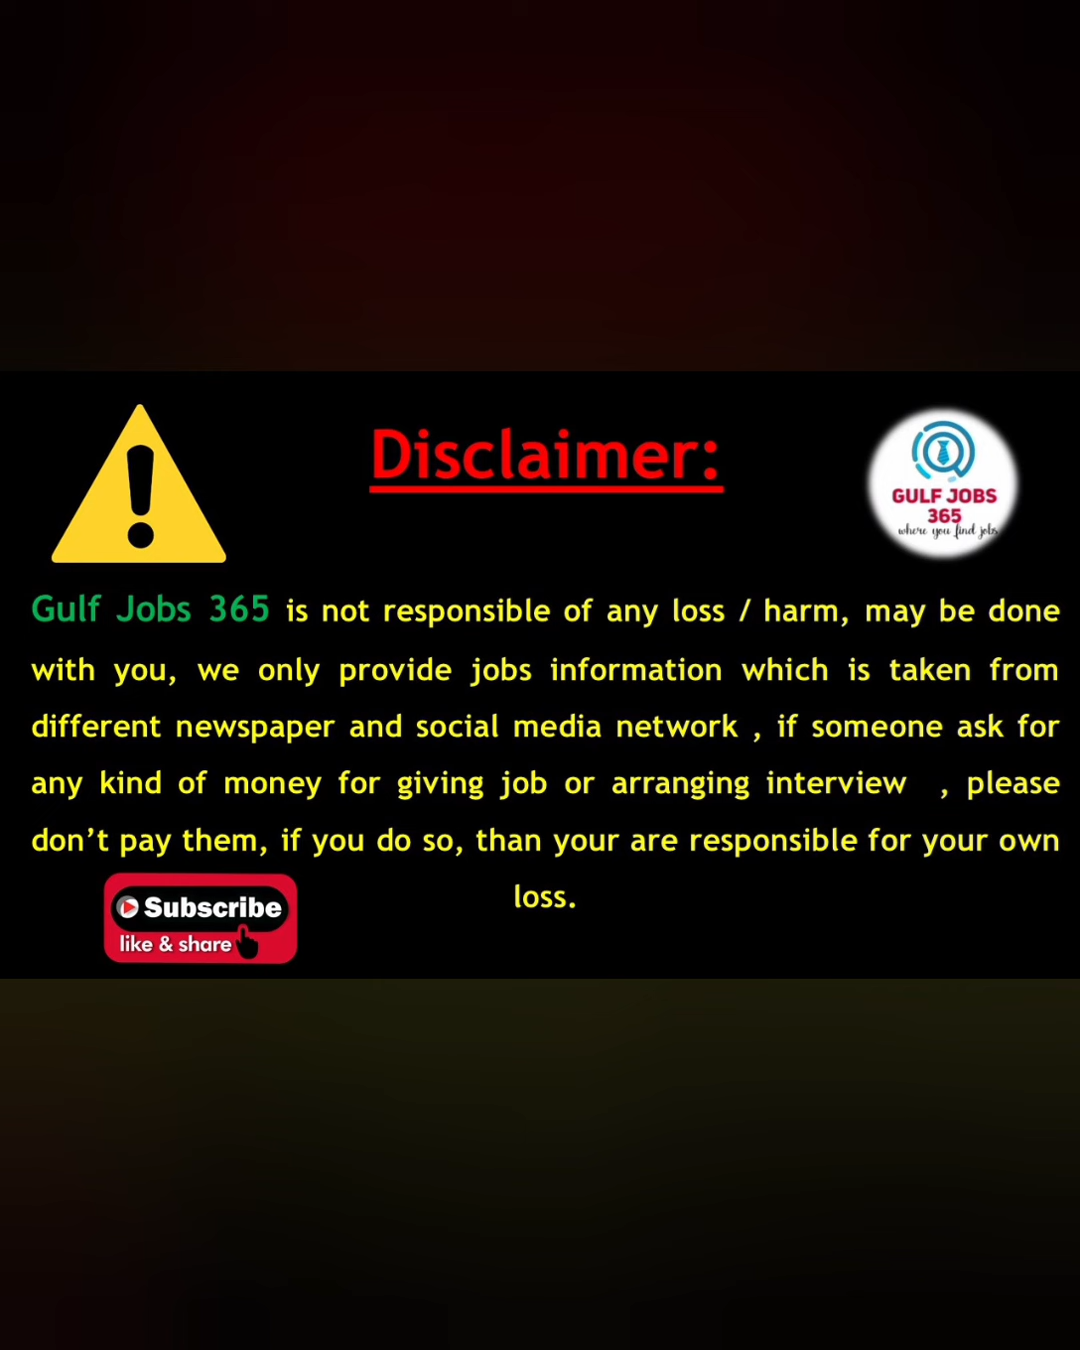 Disclaimer:
GULF JOBS
365
where you find jobs
Gulf Jobs 365 is not responsible of any loss / harm, may be done
with you, we only provide jobs information which is taken from
different newspaper and social media network , if someone ask for
any kind of money for giving job or arranging interview , please
don’t pay them, if you do so, than your are responsible for your own
loss.
Subscribe
like & share